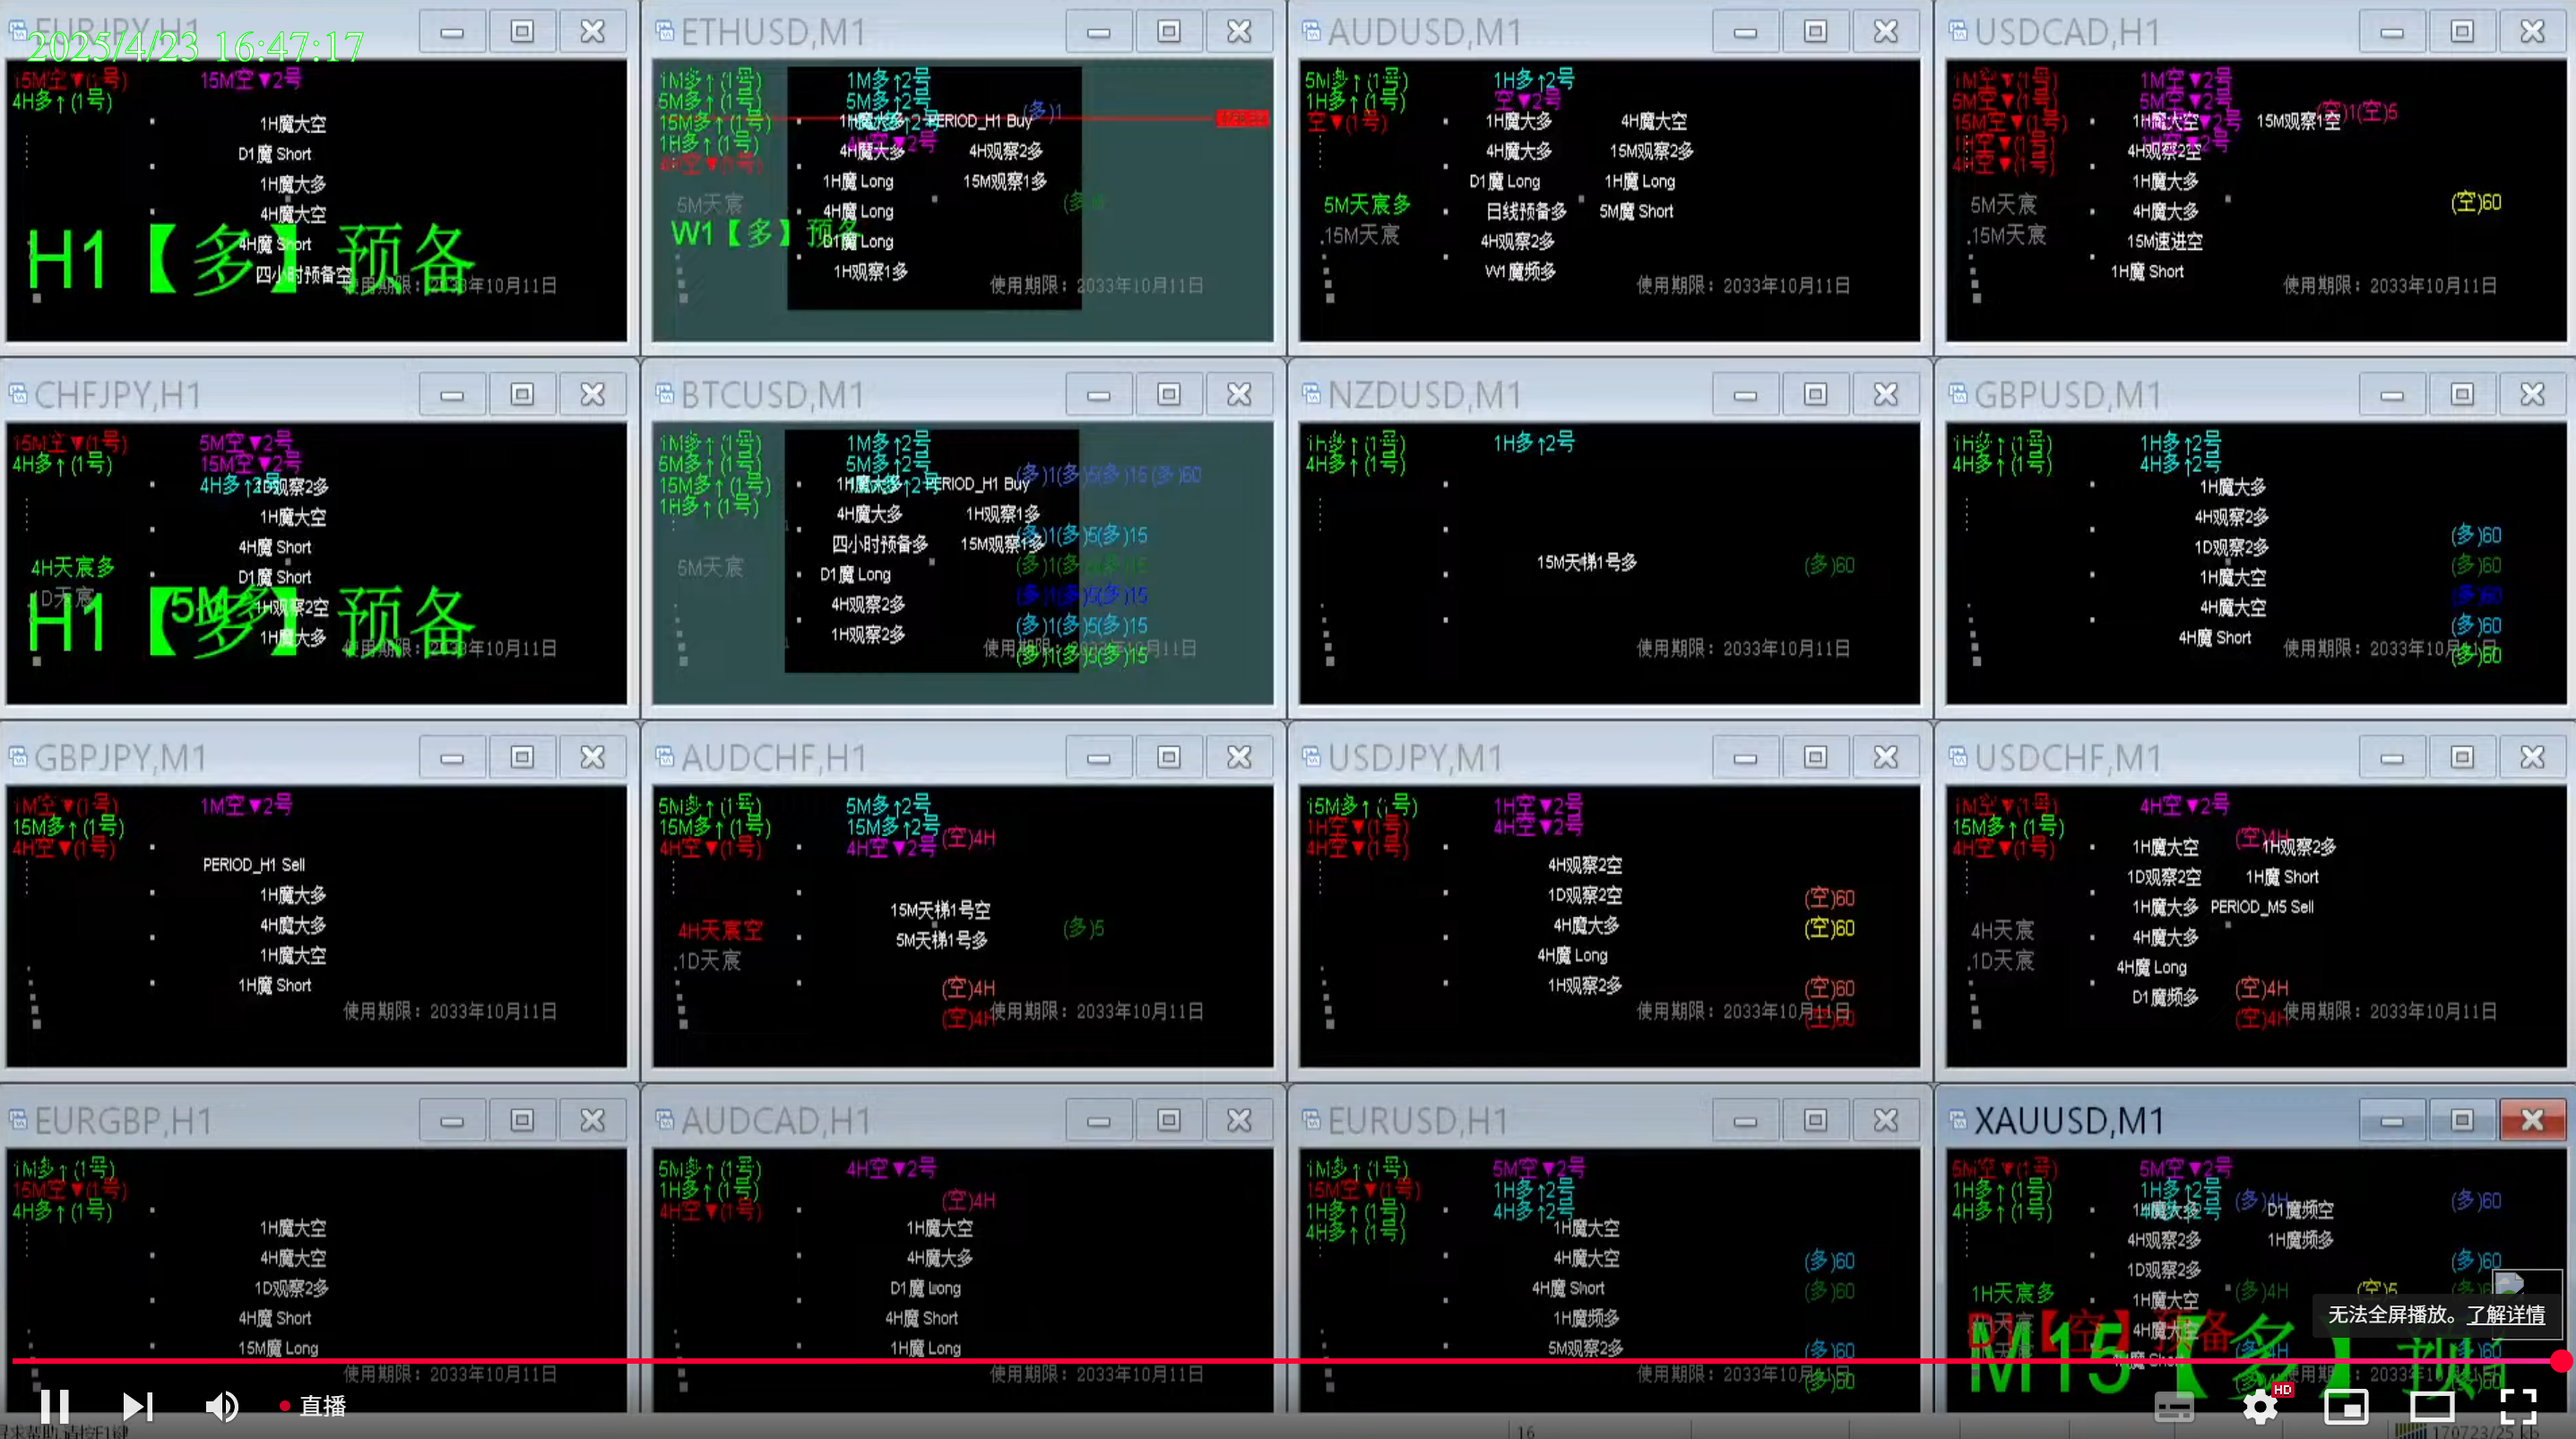 EURJPY,H1
2025/4/23 16:47:17
15M空▼(1号) 15M空▼2号
4H多↑(1号)
1H魔大空
D1魔 Short
1H魔大多
4H魔大空
4H魔 Short
四小时预备空
H1【多】预备
使用期限：2033年10月11日
ETHUSD,M1
1M多↑(1号) 1M多↑2号
5M多↑(1号) 5M多↑2号
(多)1
15M多↑(1号) 1H魔大多 PERIOD_H1 Buy
1H多↑(1号) 4H空▼2号
4H空▼(1号) 4H魔大多 4H观察2多
1H魔 Long 15M观察1多
5M天宸 4H魔 Long
W1【多】预备 D1魔 Long
1H观察1多
使用期限：2033年10月11日
AUDUSD,M1
5M多↑(1号) 1H多↑2号
1H多↑(1号) 空▼2号
空▼(1号) 1H魔大多 4H魔大空
4H魔大多 15M观察2多
D1魔 Long 1H魔 Long
5M天宸多 日线预备多 5M魔 Short
.15M天宸 4H观察2多
W1魔频多
使用期限：2033年10月11日
USDCAD,H1
1M空▼(1号) 1M空▼2号
5M空▼(1号) 5M空▼2号
(空)1(空)5
15M空▼(1号) 1H魔大空 15M观察1空
1H空▼(1号) 1H空▼2号
4H空▼(1号) 4H观察2空
1H魔大多
5M天宸 4H魔大多 (空)60
.15M天宸 15M速进空
1H魔 Short
使用期限：2033年10月11日
CHFJPY,H1
15M空▼(1号) 5M空▼2号
4H多↑(1号) 15M空▼2号
4H多↑2号 1D观察2多
1H魔大空
4H魔 Short
4H天宸多 D1魔 Short
1D天宸 1H观察2空
H1【多】预备
1H魔大多
使用期限：2033年10月11日
BTCUSD,M1
1M多↑(1号) 1M多↑2号
5M多↑(1号) 5M多↑2号
(多)1(多)5(多)15(多)60
15M多↑(1号) 1H魔大多 PERIOD_H1 Buy
1H多↑(1号) 4H魔大多 1H观察1多
(多)1(多)5(多)15
四小时预备多 15M观察1多
5M天宸 D1魔 Long (多)1(多)5(多)15
4H观察2多 (多)1(多)5(多)15
1H观察2多 (多)1(多)5(多)15
(多)1(多)5(多)15
NZDUSD,M1
1H多↑(1号) 1H多↑2号
4H多↑(1号)
15M天梯1号多 (多)60
使用期限：2033年10月11日
GBPUSD,M1
1H多↑(1号) 1H多↑2号
4H多↑(1号) 4H多↑2号
1H魔大多
4H观察2多
1D观察2多 (多)60
1H魔大空 (多)60
4H魔大空 (多)60
4H魔 Short (多)60
使用期限：2033年10月11日
(多)60
GBPJPY,M1
1M空▼(1号) 1M空▼2号
15M多↑(1号)
4H空▼(1号)
PERIOD_H1 Sell
1H魔大多
4H魔大多
1H魔大空
1H魔 Short
使用期限：2033年10月11日
AUDCHF,H1
5M多↑(1号) 5M多↑2号
15M多↑(1号) 15M多↑2号
4H空▼(1号) 4H空▼2号 (空)4H
15M天梯1号空
4H天宸空 5M天梯1号多 (多)5
.1D天宸
(空)4H
(空)4H
使用期限：2033年10月11日
USDJPY,M1
15M多↑(1号) 1H空▼2号
1H空▼(1号) 4H空▼2号
4H空▼(1号)
4H观察2空
1D观察2空 (空)60
4H魔大多 (空)60
4H魔 Long
1H观察2多 (空)60
使用期限：2033年10月11日
(空)60
USDCHF,M1
1M空▼(1号) 4H空▼2号
15M多↑(1号) (空)4H
4H空▼(1号) 1H魔大空 1H观察2多
1D观察2空 1H魔 Short
1H魔大多 PERIOD_M5 Sell
4H天宸 4H魔大多
.1D天宸 4H魔 Long
D1魔频多 (空)4H
(空)4H
使用期限：2033年10月11日
EURGBP,H1
1M多↑(1号)
15M空▼(1号)
4H多↑(1号)
1H魔大空
4H魔大空
1D观察2多
4H魔 Short
15M魔 Long
使用期限：2033年10月11日
AUDCAD,H1
5M多↑(1号) 4H空▼2号
1H多↑(1号) (空)4H
4H空▼(1号)
1H魔大空
4H魔大多
D1魔 Long
4H魔 Short
1H魔 Long
使用期限：2033年10月11日
EURUSD,H1
1M多↑(1号) 5M空▼2号
15M空▼(1号) 1H多↑2号
1H多↑(1号) 4H多↑2号
4H多↑(1号) 1H魔大空
4H魔大空 (多)60
4H魔 Short (多)60
1H魔频多
5M观察2多 (多)60
使用期限：2033年10月11日
(多)60
XAUUSD,M1
5M空▼(1号) 5M空▼2号
1H多↑(1号) 1H多↑2号 (多)4H (多)60
4H多↑(1号) D1魔频空
4H观察2多 1H魔频多
1D观察2多 (多)60
1H天宸多 1H魔大空 (多)4H (空)5
4H魔大空
M15【多】预
无法全屏播放。了解详情
直播
HD
16
170723/25 kb